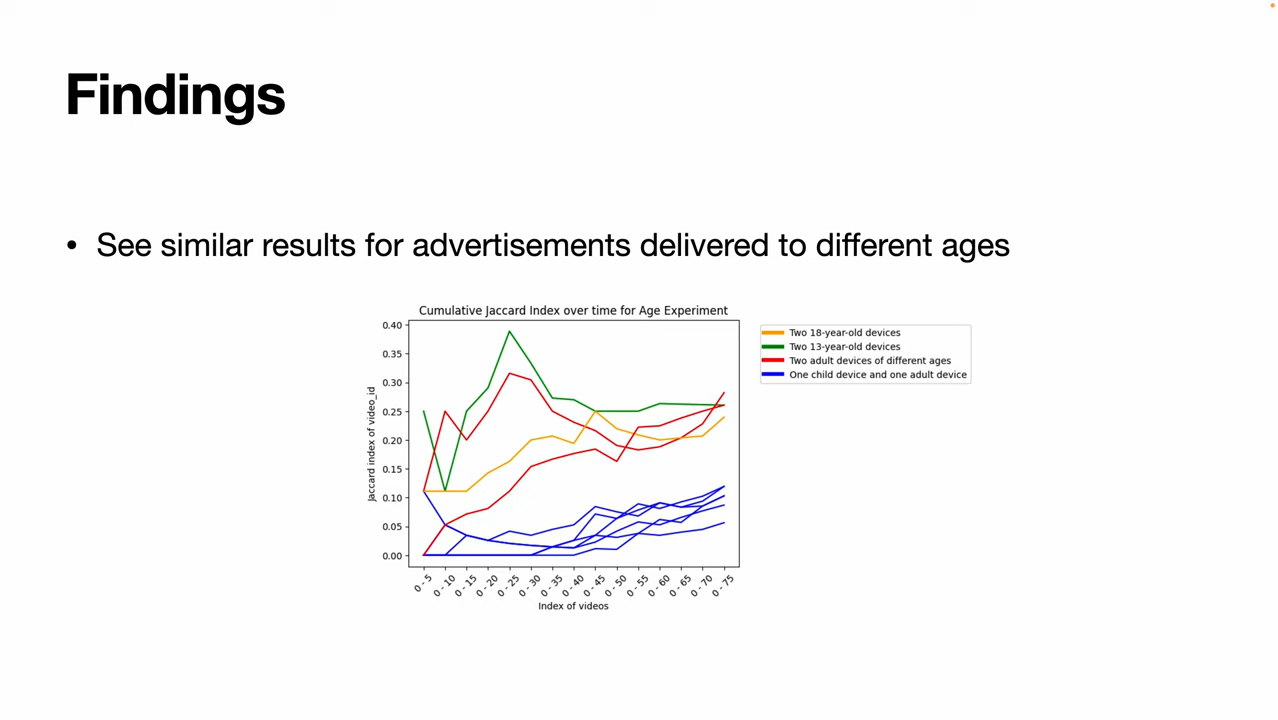 Findings
• See similar results for advertisements delivered to different ages
Cumulative Jaccard Index over time for Age Experiment
Jaccard index of video_id
0.40
0.35
0.30
0.25
0.20
0.15
0.10
0.05
0.00
0 - 5
0 - 10
0 - 15
0 - 20
0 - 25
0 - 30
0 - 35
0 - 40
0 - 45
0 - 50
0 - 55
0 - 60
0 - 65
0 - 70
0 - 75
Index of videos
Two 18-year-old devices
Two 13-year-old devices
Two adult devices of different ages
One child device and one adult device